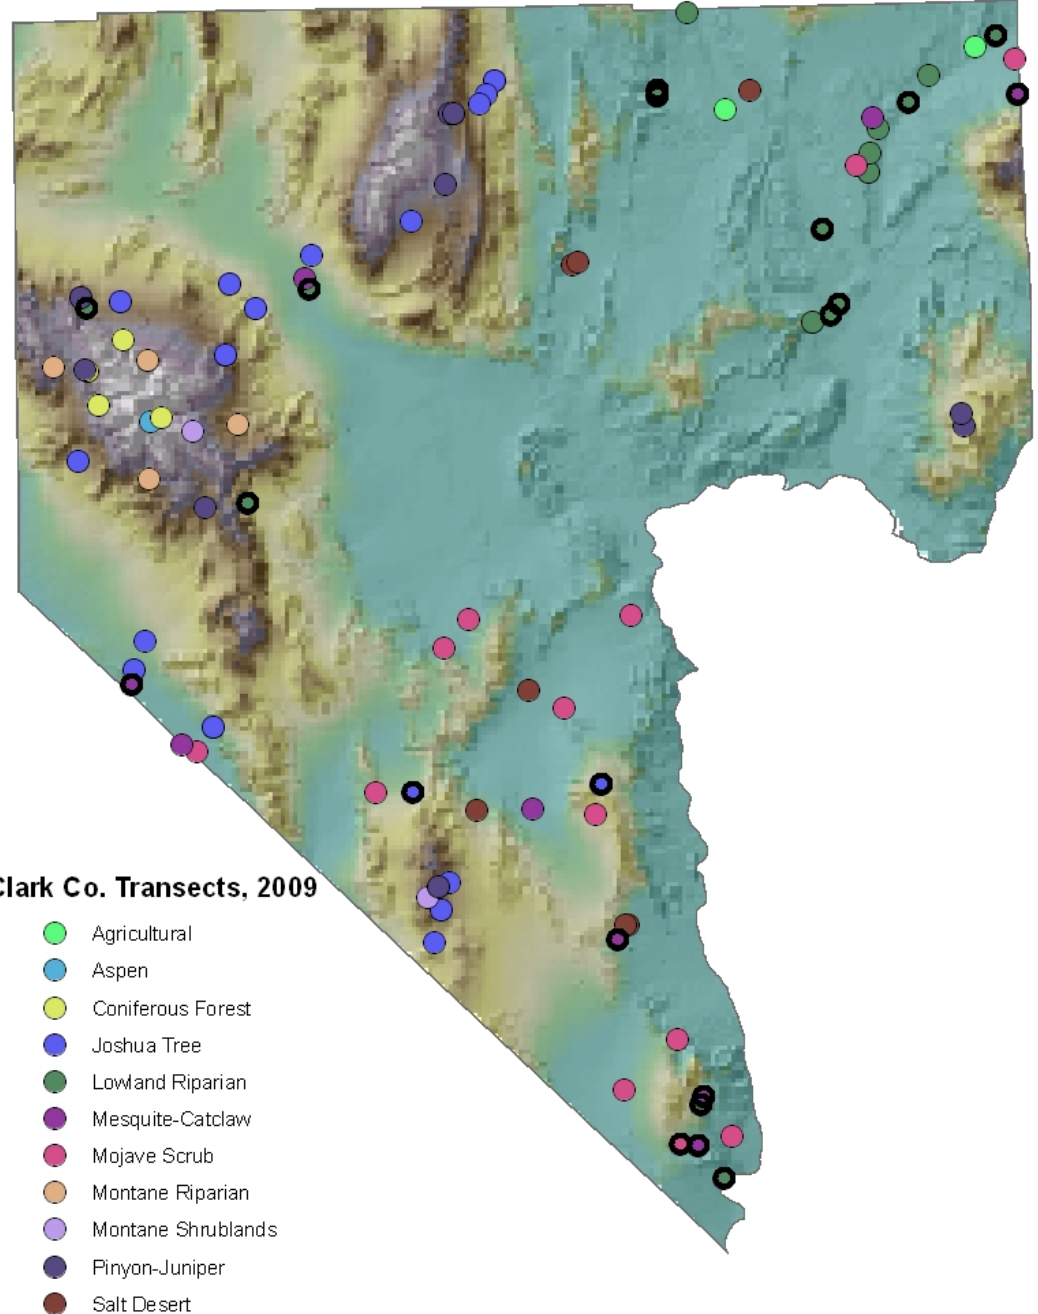 Clark Co. Transects, 2009
Agricultural
Aspen
Coniferous Forest
Joshua Tree
Lowland Riparian
Mesquite-Catclaw
Mojave Scrub
Montane Riparian
Montane Shrublands
Pinyon-Juniper
Salt Desert